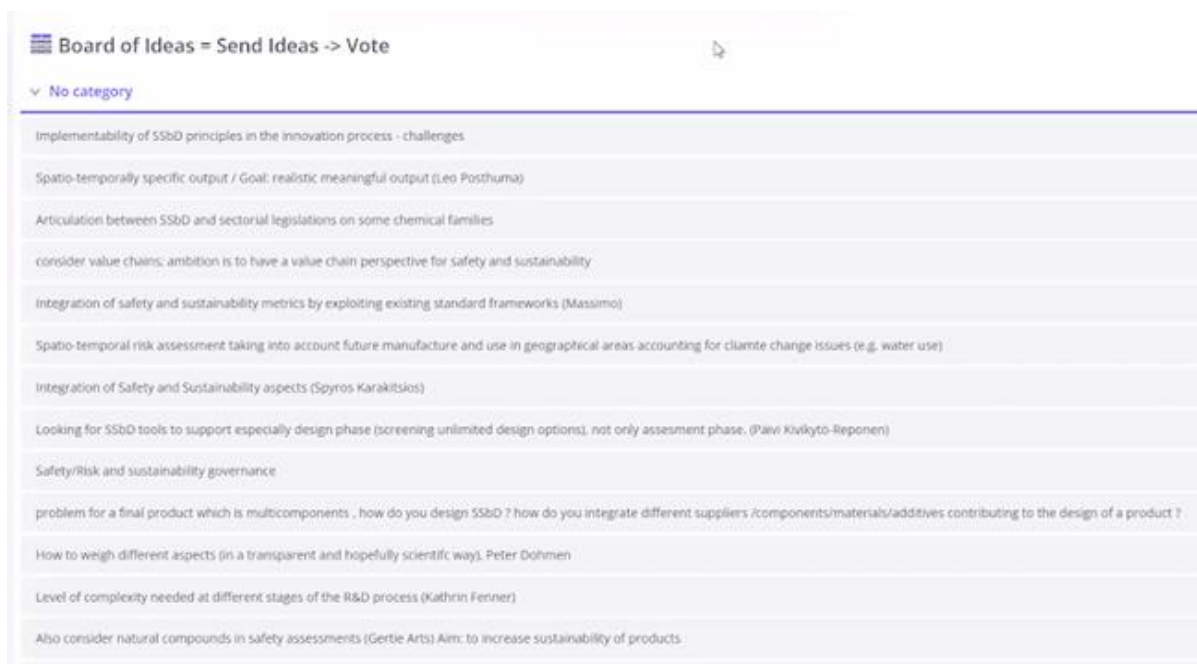 Board of Ideas = Send Ideas -> Vote
No category
Implementability of SSbD principles in the innovation process - challenges
Spatio-temporally specific output / Goal: realistic meaningful output (Leo Posthuma)
Articulation between SSbD and sectorial legislations on some chemical families
consider value chains; ambition is to have a value chain perspective for safety and sustainability
Integration of safety and sustainability metrics by exploiting existing standard frameworks (Massimo)
Spatio-temporal risk assessment taking into account future manufacture and use in geographical areas accounting for cliamte change issues (e.g. water use)
Integration of Safety and Sustainability aspects (Spyros Karakitsios)
Looking for SSbD tools to support especially design phase (screening unlimited design options), not only assesment phase. (Päivi Kivikytö-Reponen)
Safety/Risk and sustainability governance
problem for a final product which is multicomponents , how do you design SSbD ? how do you integrate different suppliers /components/materials/additives contributing to the design of a product ?
How to weigh different aspects (in a transparent and hopefully scientifc way). Peter Dohmen
Level of complexity needed at different stages of the R&D process (Kathrin Fenner)
Also consider natural compounds in safety assessments (Gertie Arts) Aim: to increase sustainability of products